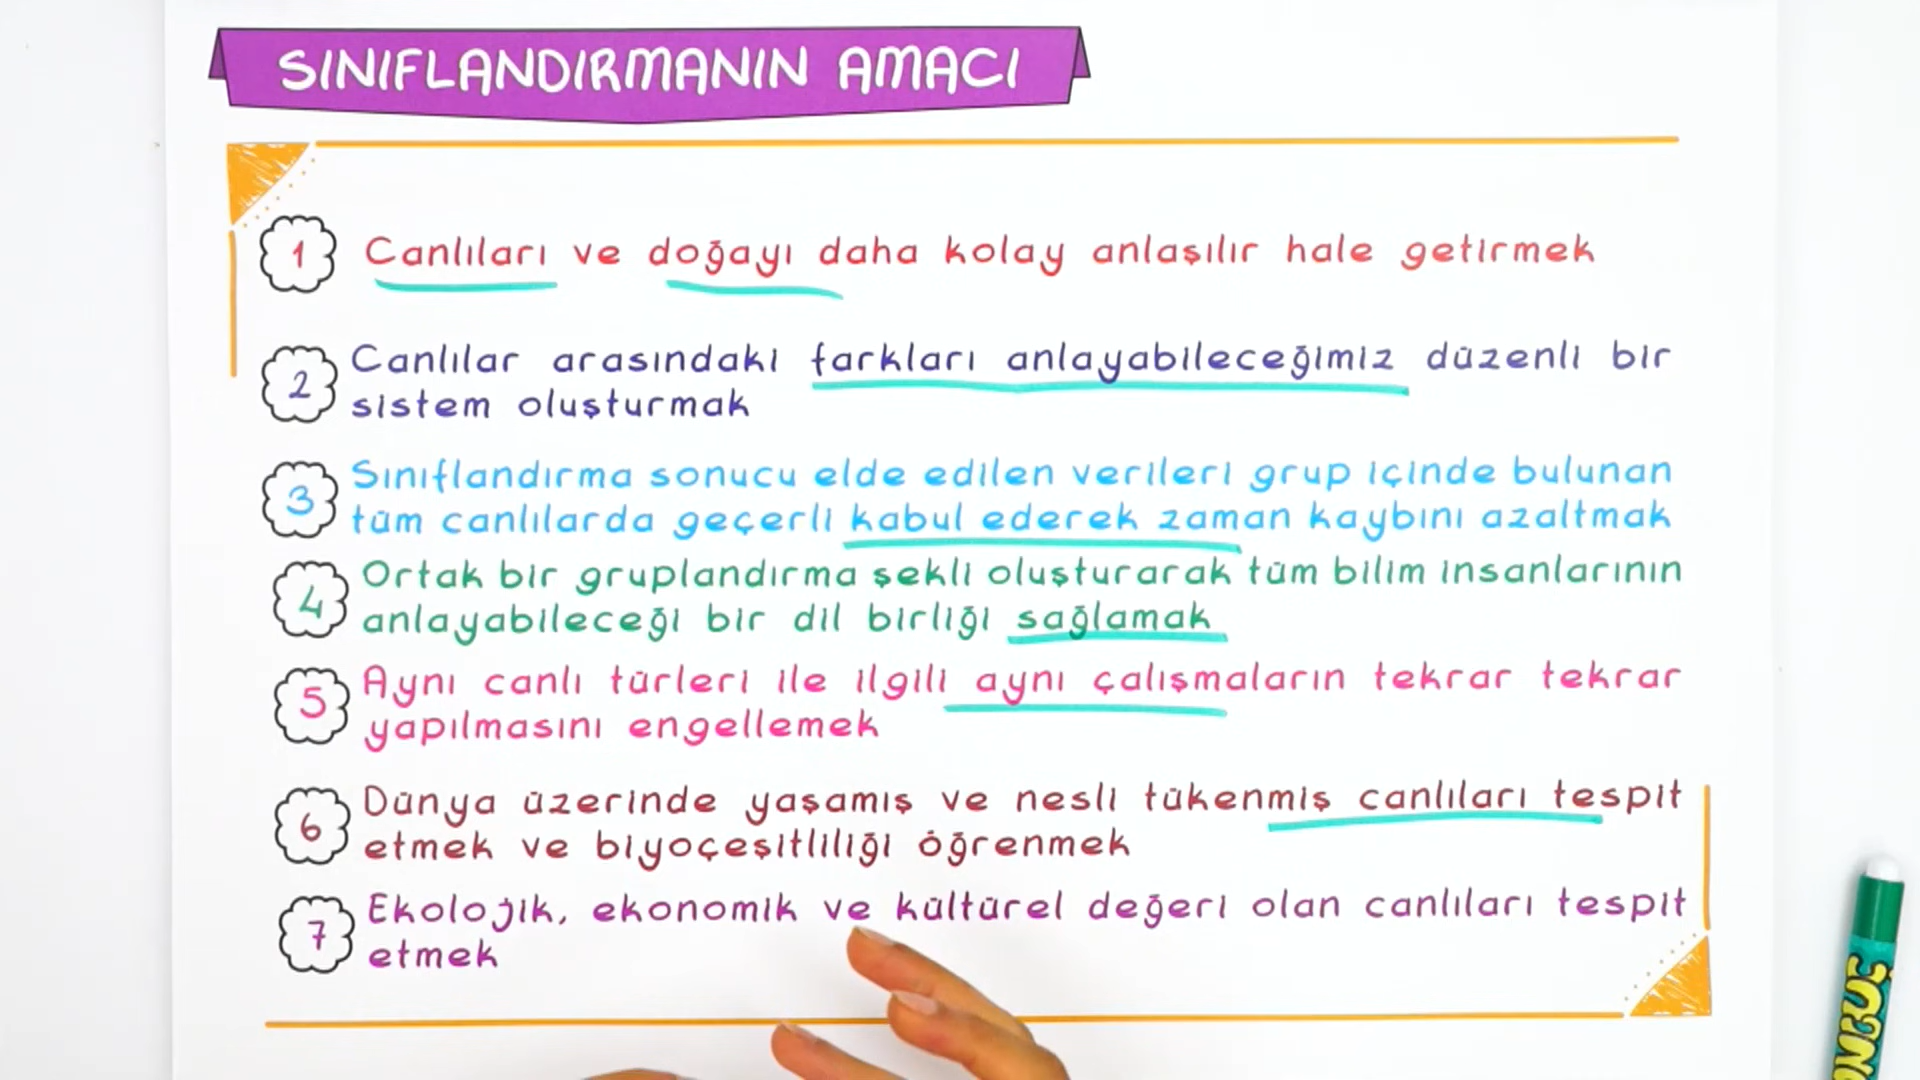 SINIFLANDIRMANIN AMACI
1 Canlıları ve doğayı daha kolay anlaşılır hale getirmek
2 Canlılar arasındaki farkları anlayabileceğimiz düzenli bir
sistem oluşturmak
3 Sınıflandırma sonucu elde edilen verileri grup içinde bulunan
tüm canlılarda geçerli kabul ederek zaman kaybını azaltmak
4 Ortak bir gruplandırma şekli oluşturarak tüm bilim insanlarının
anlayabileceği bir dil birliği sağlamak
5 Aynı canlı türleri ile ilgili aynı çalışmaların tekrar tekrar
yapılmasını engellemek
6 Dünya üzerinde yaşamış ve nesli tükenmiş canlıları tespit
etmek ve biyoçeşitliliği öğrenmek
7 Ekolojik, ekonomik ve kültürel değeri olan canlıları tespit
etmek